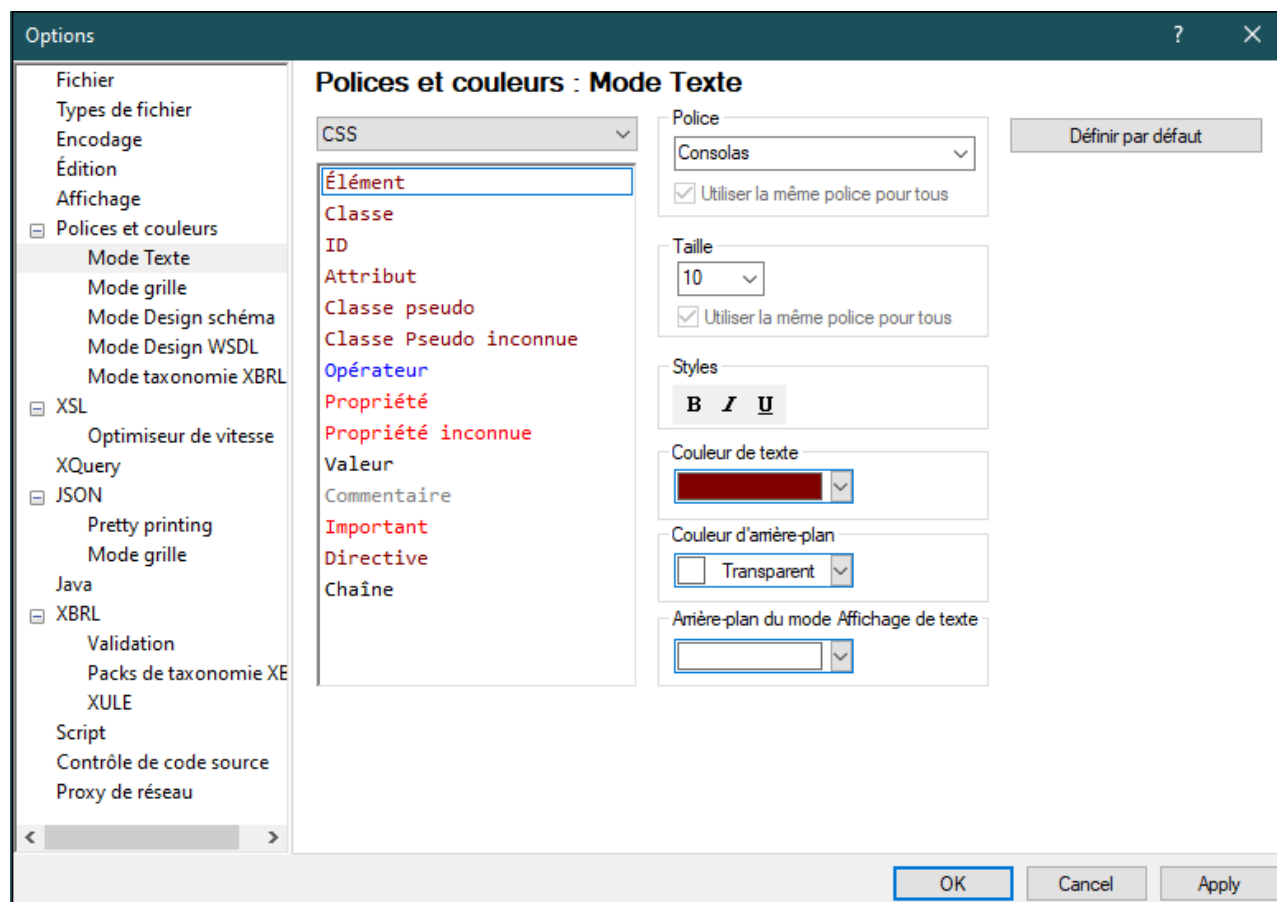 Options
?
Fichier
Types de fichier
Encodage
Édition
Affichage
Polices et couleurs
Mode Texte
Mode grille
Mode Design schéma
Mode Design WSDL
Mode taxonomie XBRL
XSL
Optimiseur de vitesse
XQuery
JSON
Pretty printing
Mode grille
Java
XBRL
Validation
Packs de taxonomie XE
XULE
Script
Contrôle de code source
Proxy de réseau
Polices et couleurs : Mode Texte
CSS
Élément
Classe
ID
Attribut
Classe pseudo
Classe Pseudo inconnue
Opérateur
Propriété
Propriété inconnue
Valeur
Commentaire
Important
Directive
Chaîne
Police
Consolas
Utiliser la même police pour tous
Taille
10
Utiliser la même police pour tous
Styles
B I U
Couleur de texte
Couleur d'arrière-plan
Transparent
Arrière-plan du mode Affichage de texte
Définir par défaut
OK
Cancel
Apply